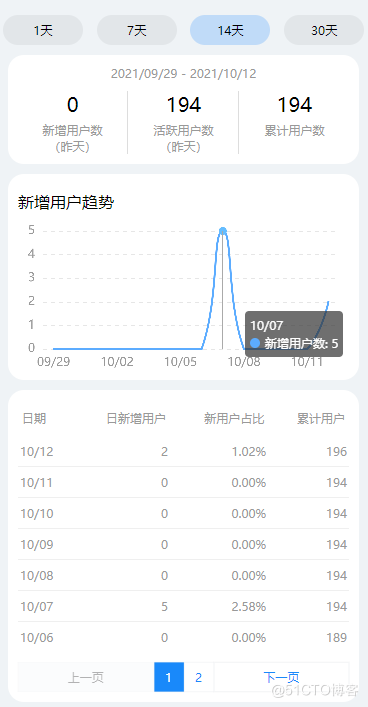 1天 7天 14天 30天
2021/09/29 - 2021/10/12
0 194 194
新增用户数 活跃用户数 累计用户数
(昨天) (昨天)
新增用户趋势
5
4
3
2
1
0
10/07
新增用户数: 5
09/29 10/02 10/05 10/08 10/11
日期 日新增用户 新用户占比 累计用户
10/12 2 1.02% 196
10/11 0 0.00% 194
10/10 0 0.00% 194
10/09 0 0.00% 194
10/08 0 0.00% 194
10/07 5 2.58% 194
10/06 0 0.00% 189
上一页 1 2 下一页
@51CTO博客